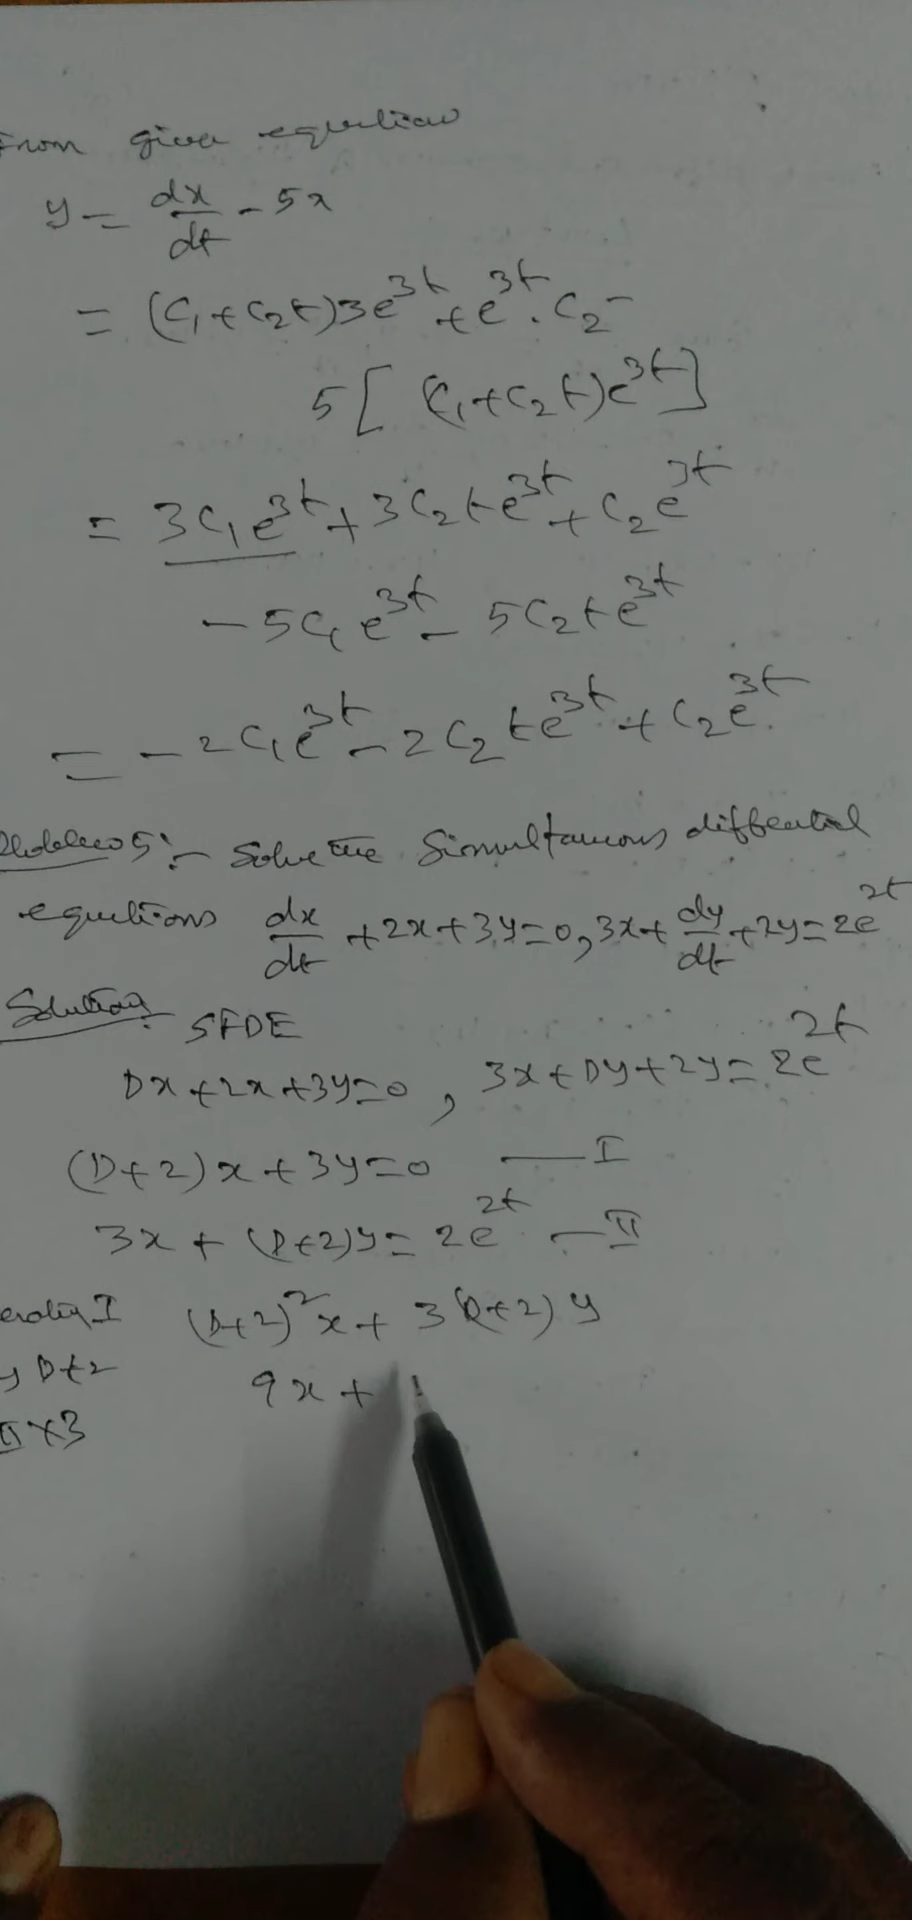 From given equation
y = dx/dt - 5x
= (C₁+C₂t)3e^3t + e^3t . C₂ -
5[(C₁+C₂t)e^3t]
= 3C₁e^3t + 3C₂te^3t + C₂e^3t
- 5C₁e^3t - 5C₂te^3t
= -2C₁e^3t - 2C₂te^3t + C₂e^3t.
5:- Solve the Simultaneous
equations dx/dt + 2x + 3y = 0, 3x + dy/dt + 2y = 2e^2t
Solution:- SFDE
Dx + 2x + 3y = 0, 3x + Dy + 2y = 2e^2t
(D+2)x + 3y = 0 — I
3x + (D+2)y = 2e^2t — II
I (D+2)²x + 3(D+2)y
y D+2 9x +
II×3